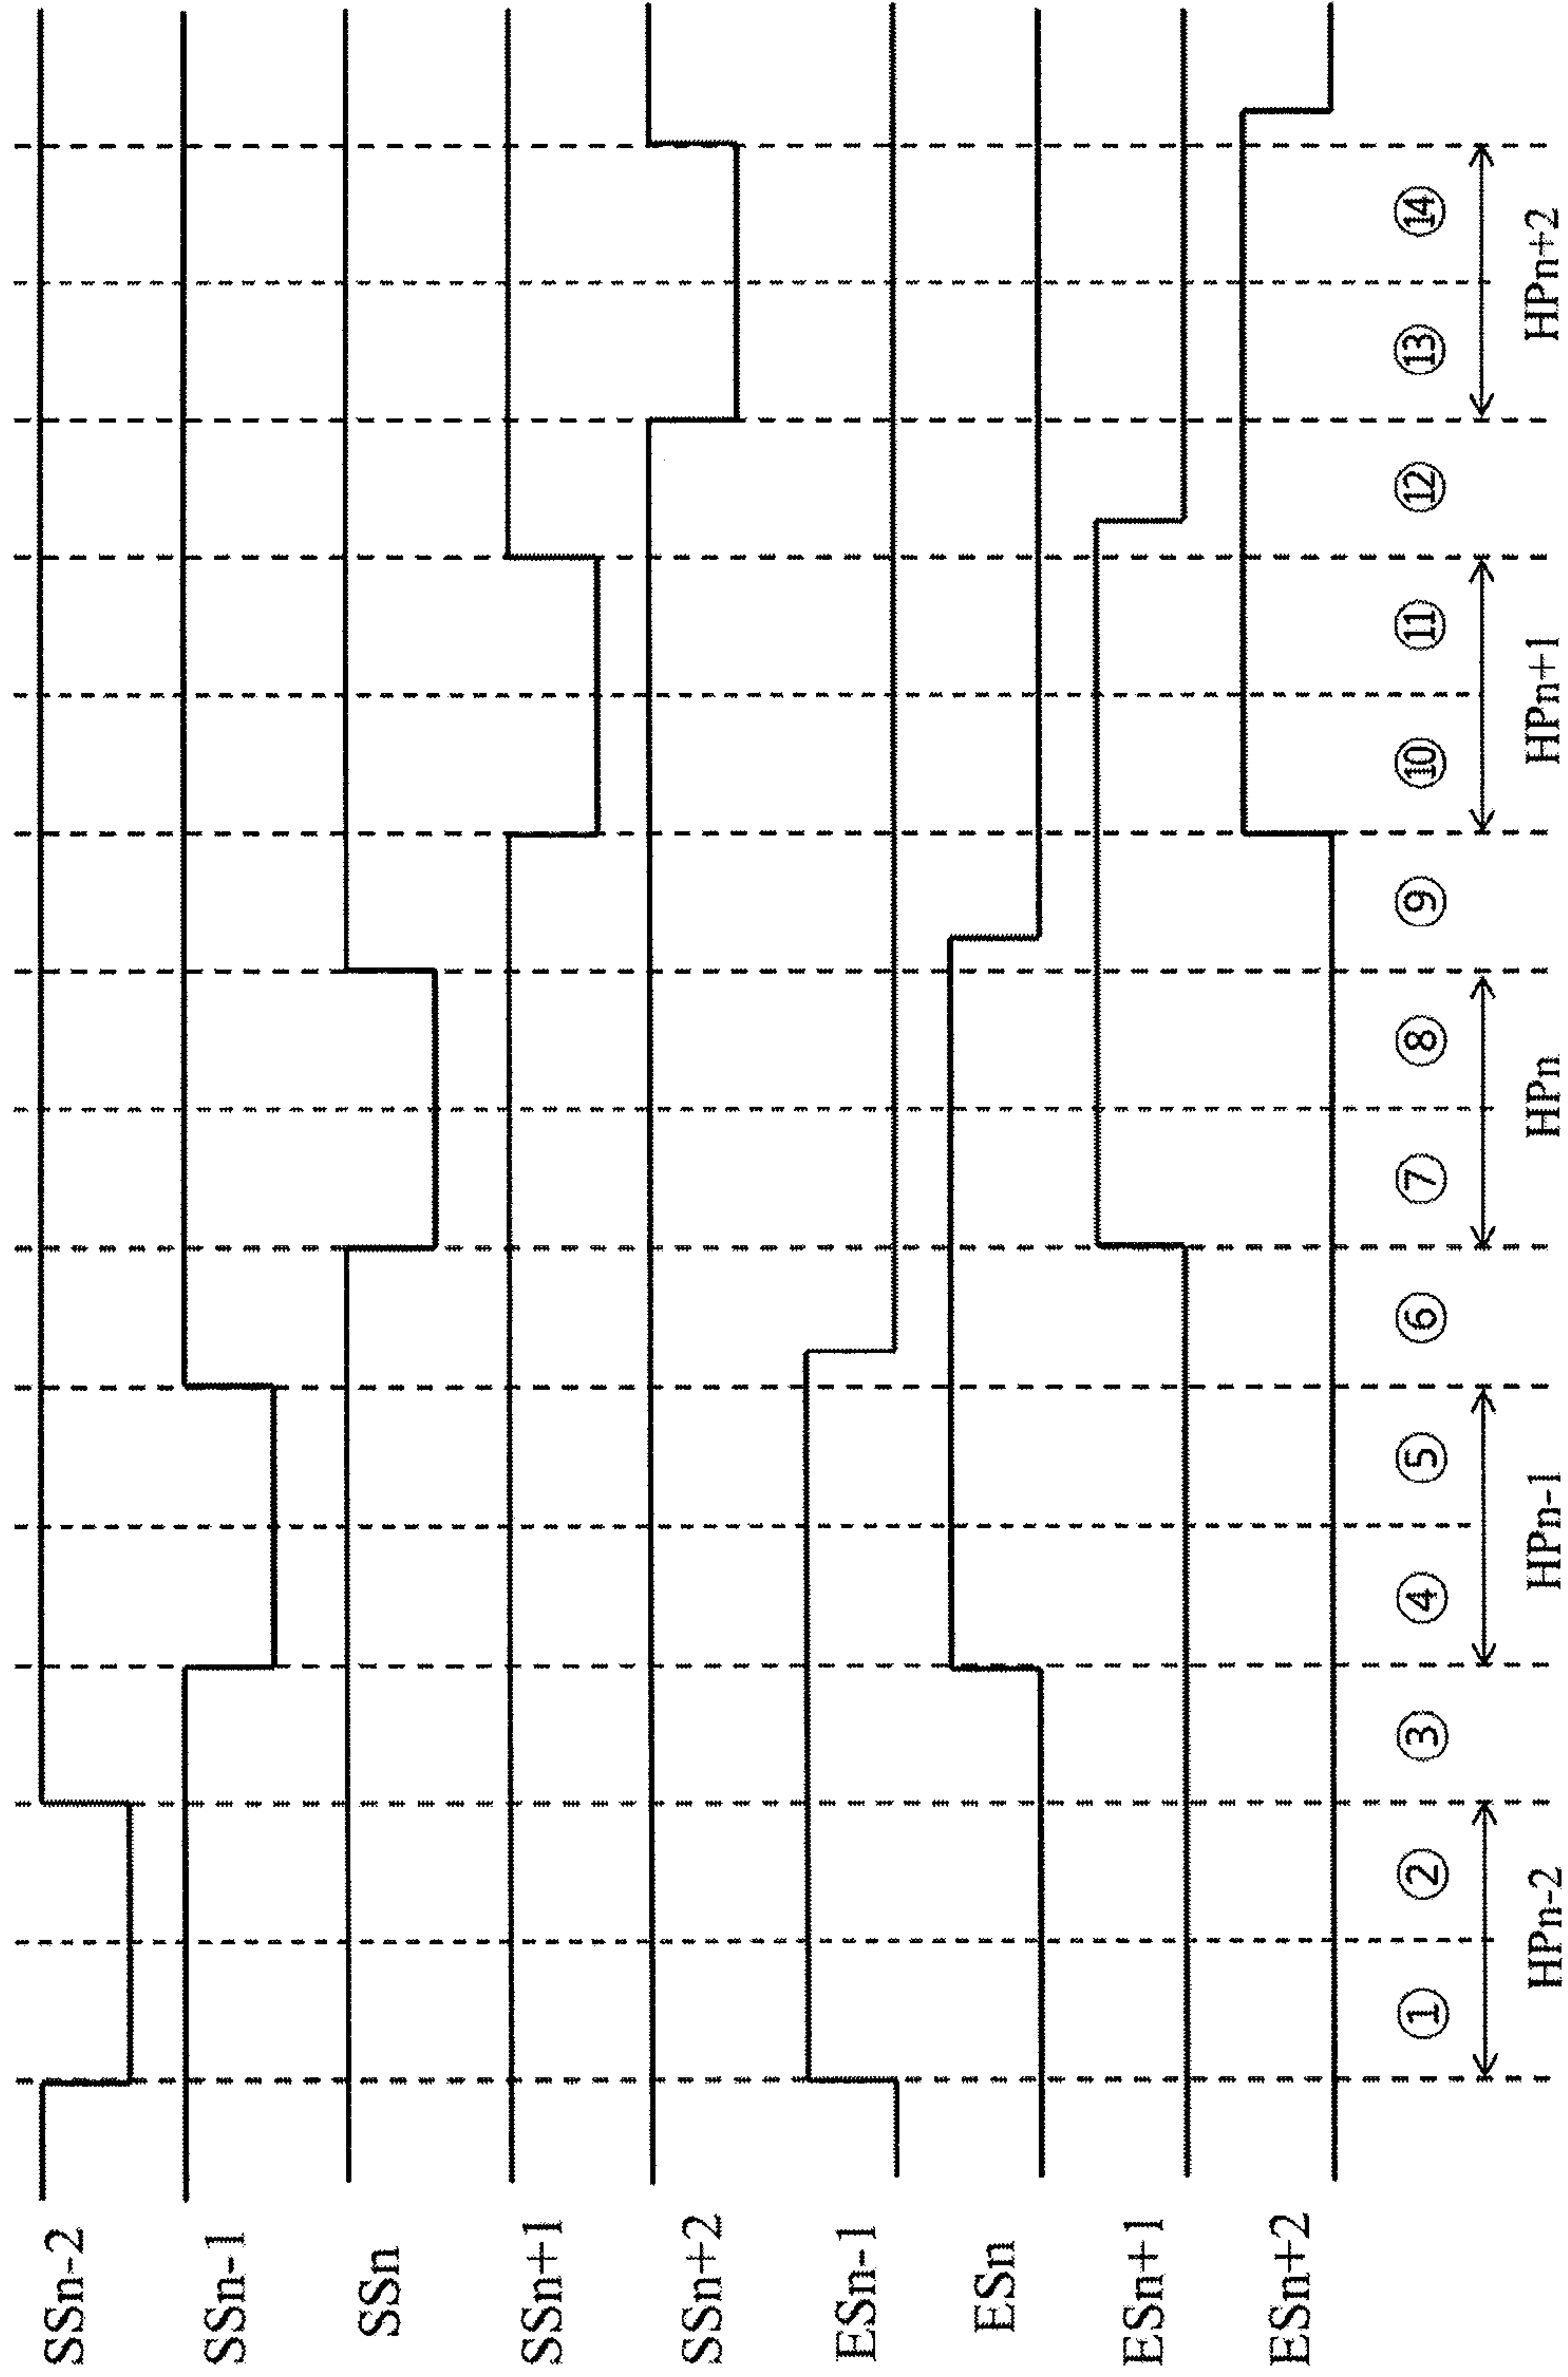 SSn-2
SSn-1
SSn
SSn+1
SSn+2
ESn-1
ESn
ESn+1
ESn+2
① ② ③ ④ ⑤ ⑥ ⑦ ⑧ ⑨ ⑩ ⑪ ⑫ ⑬ ⑭
HPn-2 HPn-1 HPn HPn+1 HPn+2